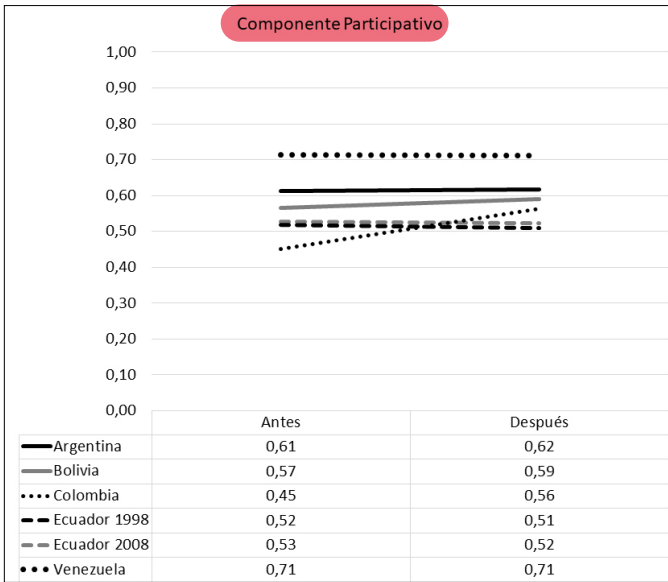 Componente Participativo
1,00
0,90
0,80
0,70
0,60
0,50
0,40
0,30
0,20
0,10
0,00
Antes Después
Argentina 0,61 0,62
Bolivia 0,57 0,59
Colombia 0,45 0,56
Ecuador 1998 0,52 0,51
Ecuador 2008 0,53 0,52
Venezuela 0,71 0,71